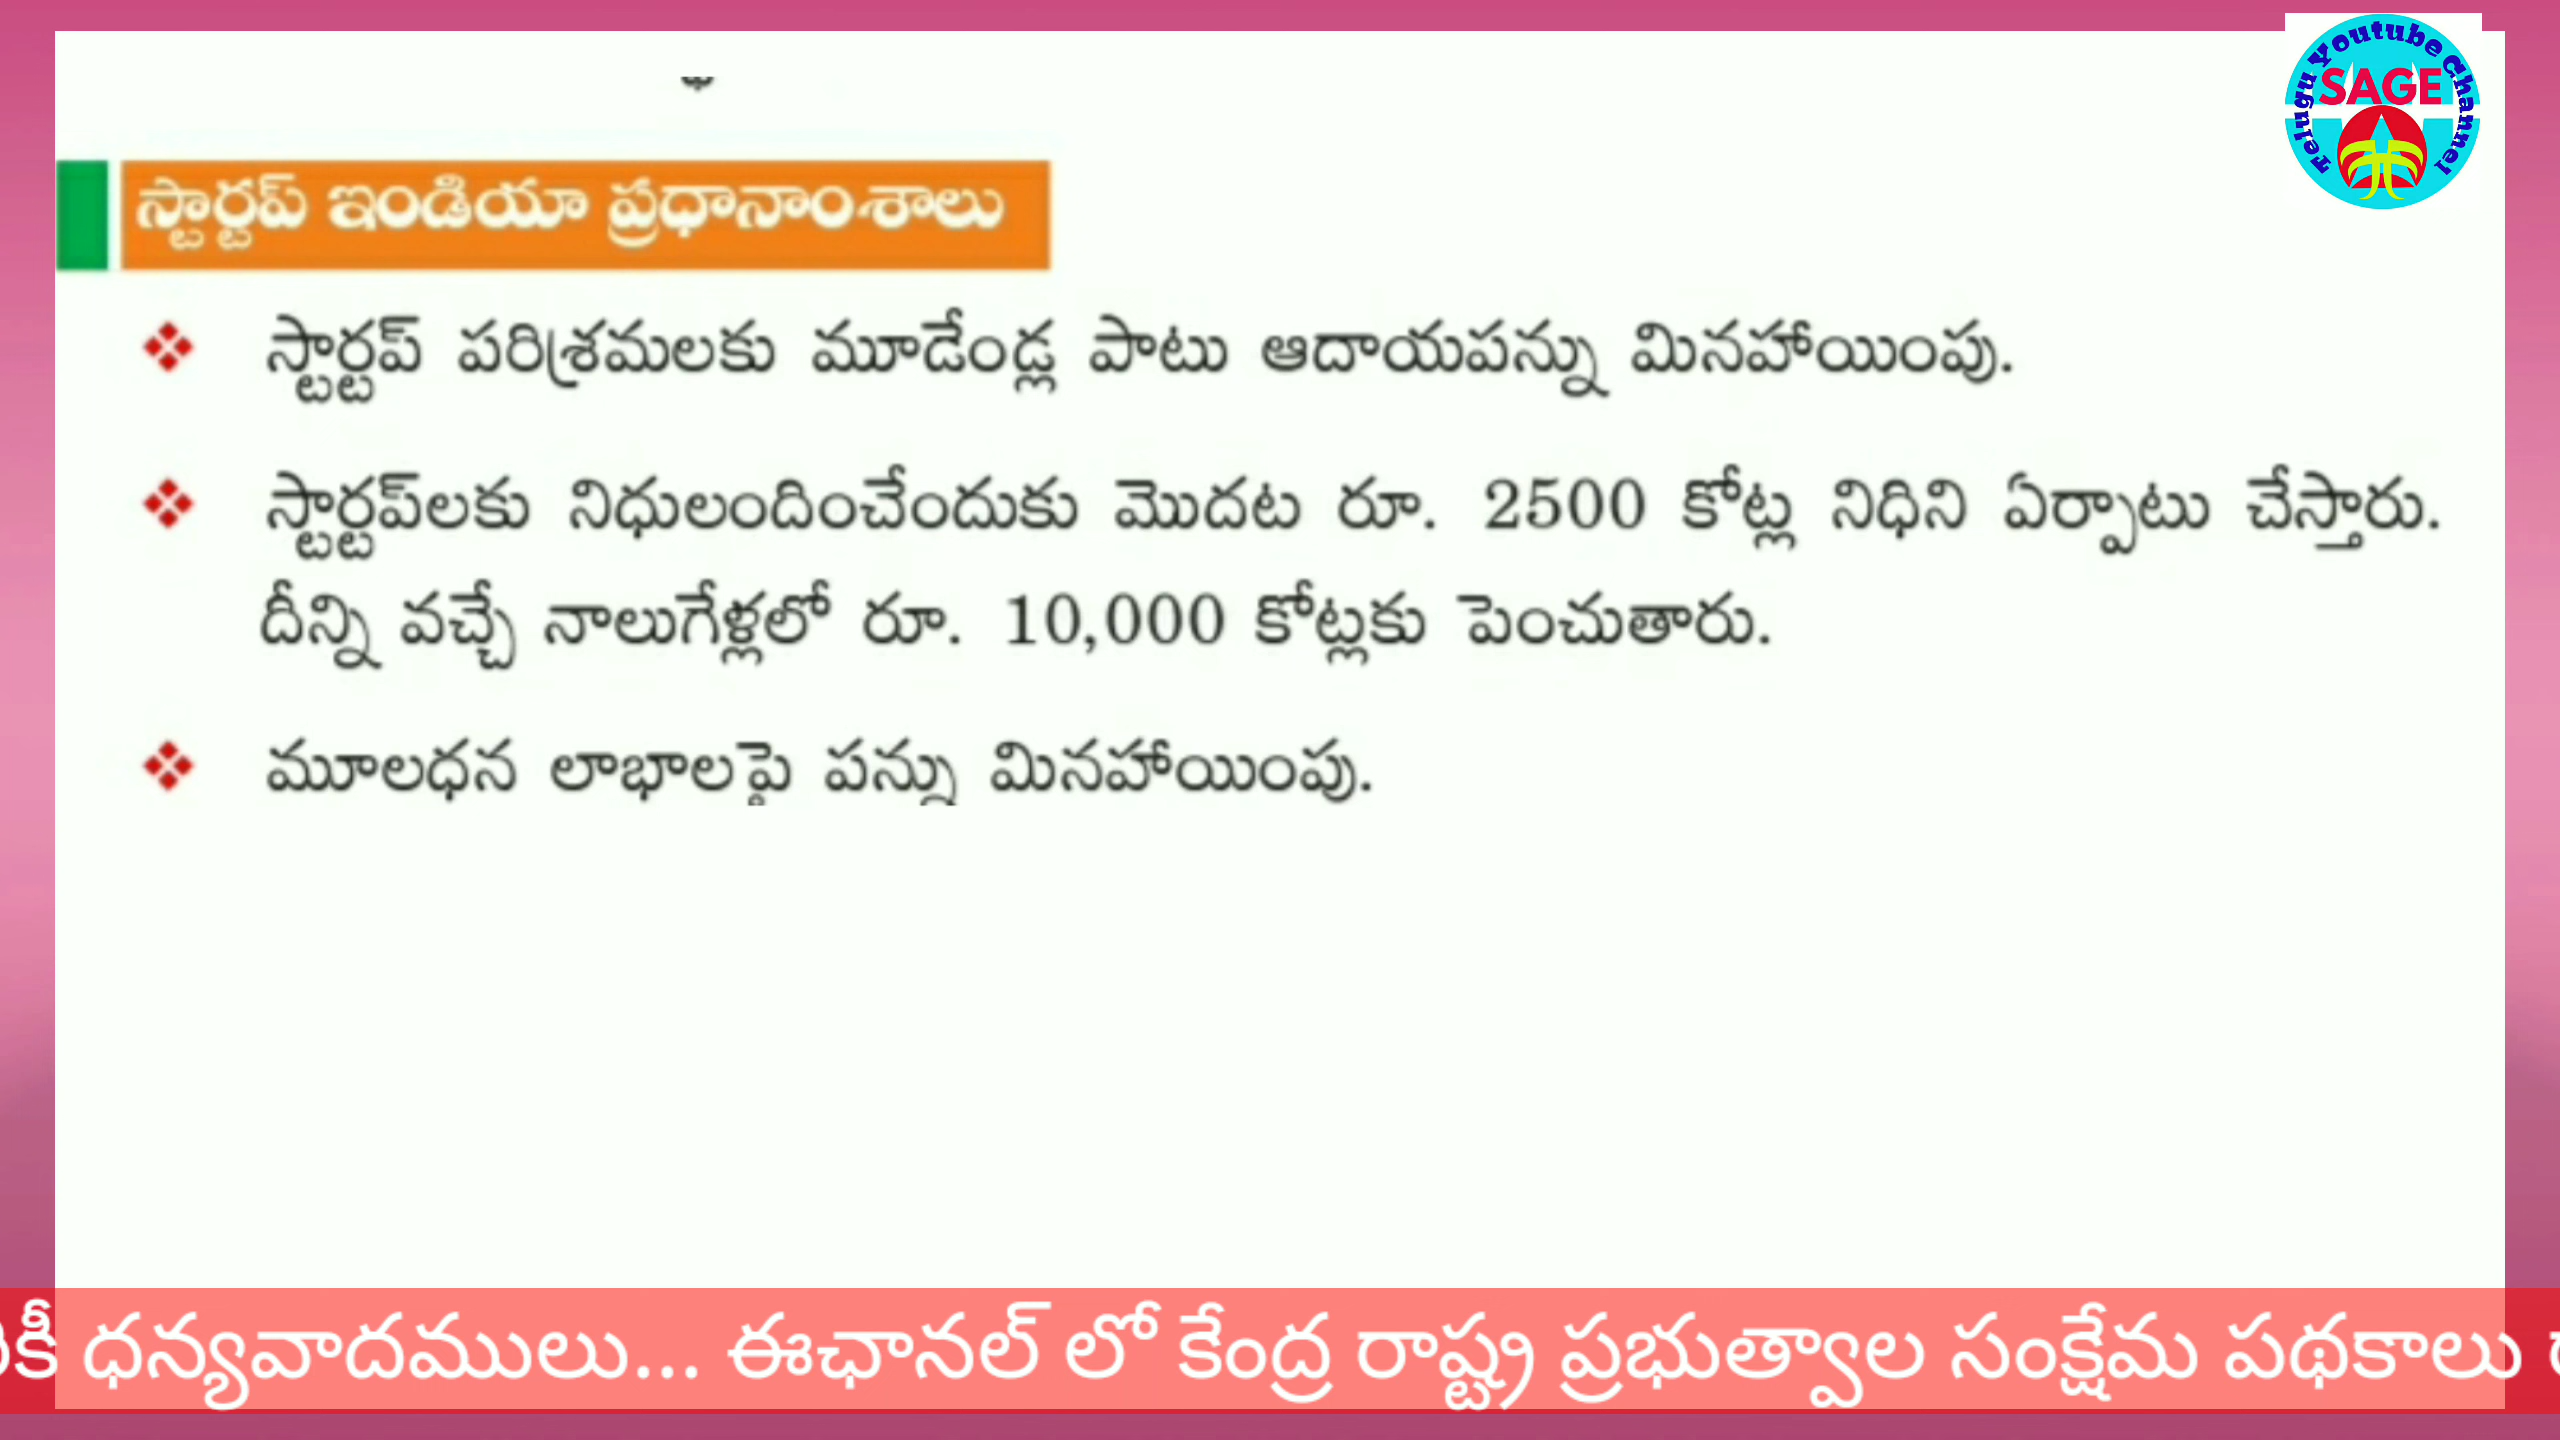 Telugu Youtube Channel
SAGE
స్టార్టప్ ఇండియా ప్రధానాంశాలు
❖ స్టార్టప్ పరిశ్రమలకు మూడేండ్ల పాటు ఆదాయపన్ను మినహాయింపు.
❖ స్టార్టప్‌లకు నిధులందించేందుకు మొదట రూ. 2500 కోట్ల నిధిని ఏర్పాటు చేస్తారు.
దీన్ని వచ్చే నాలుగేళ్లలో రూ. 10,000 కోట్లకు పెంచుతారు.
❖ మూలధన లాభాలపై పన్ను మినహాయింపు.
ధన్యవాదములు... ఈఛానల్ లో కేంద్ర రాష్ట్ర ప్రభుత్వాల సంక్షేమ పథకాలు